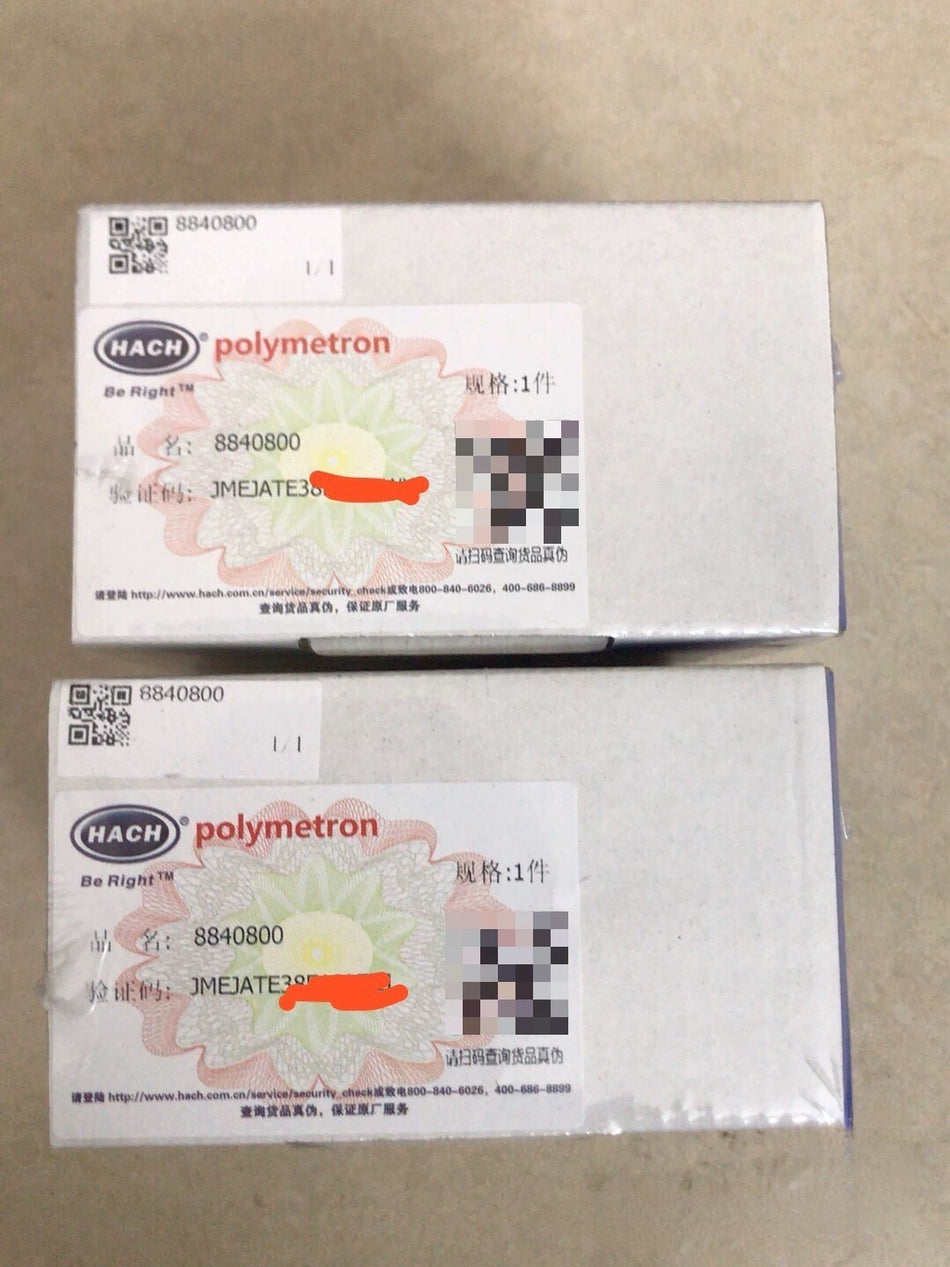 8840800
1/1
HACH® polymetron
Be Right™
规格:1件
品 名: 8840800
验证码: JMEJATE38
请扫码查询货品真伪
请登陆 http://www.hach.com.cn/service/security_check或致电800-840-6026, 400-686-8899
查询货品真伪，保证原厂服务
8840800
1/1
HACH® polymetron
Be Right™
规格:1件
品 名: 8840800
验证码: JMEJATE38
请扫码查询货品真伪
请登陆 http://www.hach.com.cn/service/security_check或致电800-840-6026, 400-686-8899
查询货品真伪，保证原厂服务